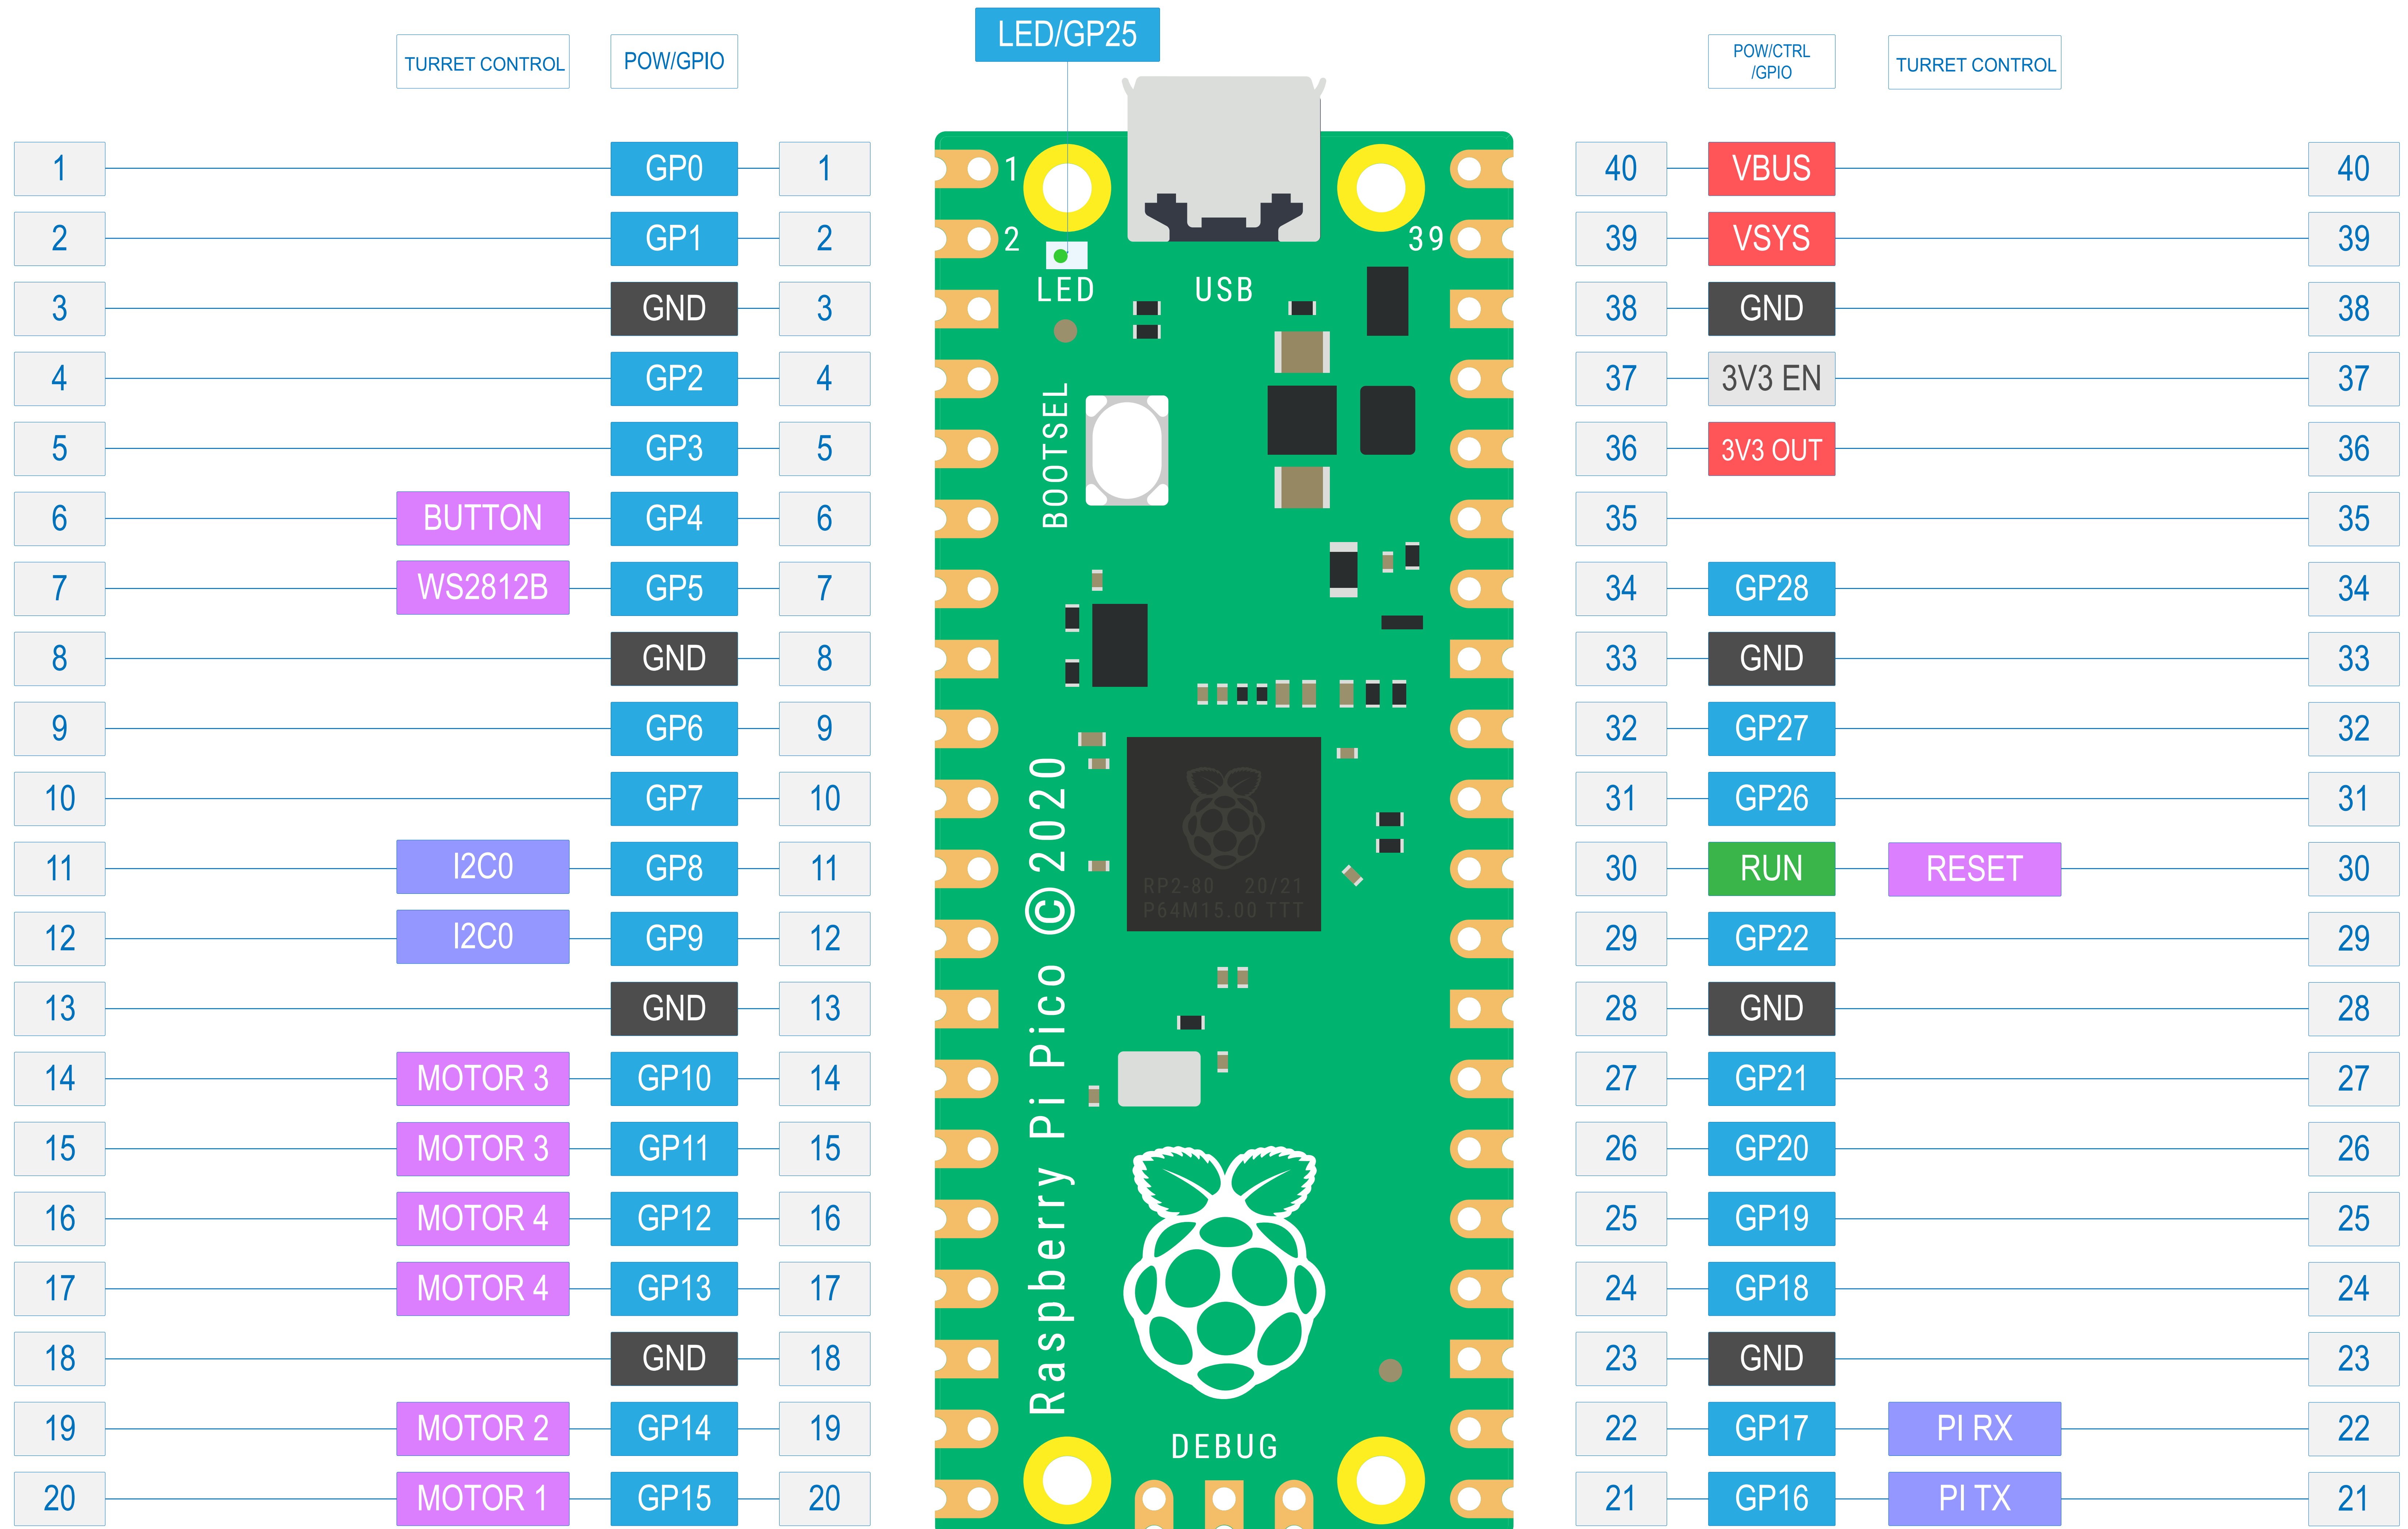 LED/GP25
TURRET CONTROL POW/GPIO
POW/CTRL
/GPIO
TURRET CONTROL
1 GP0 1
2 GP1 2
3 GND 3
4 GP2 4
5 GP3 5
6 BUTTON GP4 6
7 WS2812B GP5 7
8 GND 8
9 GP6 9
10 GP7 10
11 I2C0 GP8 11
12 I2C0 GP9 12
13 GND 13
14 MOTOR 3 GP10 14
15 MOTOR 3 GP11 15
16 MOTOR 4 GP12 16
17 MOTOR 4 GP13 17
18 GND 18
19 MOTOR 2 GP14 19
20 MOTOR 1 GP15 20
1
2
39
LED
USB
BOOTSEL
RP2-80 20/21
P64M15.00 TTT
Raspberry Pi Pico ©2020
DEBUG
40 VBUS 40
39 VSYS 39
38 GND 38
37 3V3 EN 37
36 3V3 OUT 36
35 35
34 GP28 34
33 GND 33
32 GP27 32
31 GP26 31
30 RUN RESET 30
29 GP22 29
28 GND 28
27 GP21 27
26 GP20 26
25 GP19 25
24 GP18 24
23 GND 23
22 GP17 PI RX 22
21 GP16 PI TX 21